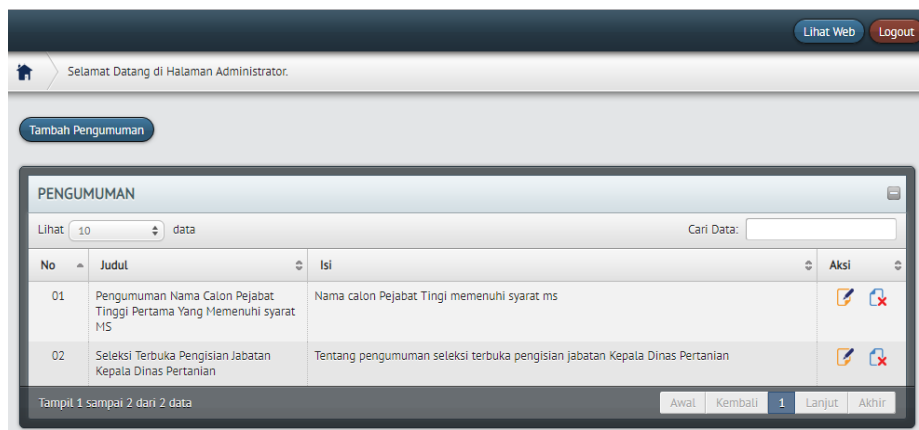 Lihat Web Logout
Selamat Datang di Halaman Administrator.
Tambah Pengumuman
PENGUMUMAN
Lihat 10 data Cari Data:
No Judul Isi Aksi
01 Pengumuman Nama Calon Pejabat Nama calon Pejabat Tingi memenuhi syarat ms
Tinggi Pertama Yang Memenuhi syarat
MS
02 Seleksi Terbuka Pengisian Jabatan Tentang pengumuman seleksi terbuka pengisian jabatan Kepala Dinas Pertanian
Kepala Dinas Pertanian
Tampil 1 sampai 2 dari 2 data Awal Kembali 1 Lanjut Akhir